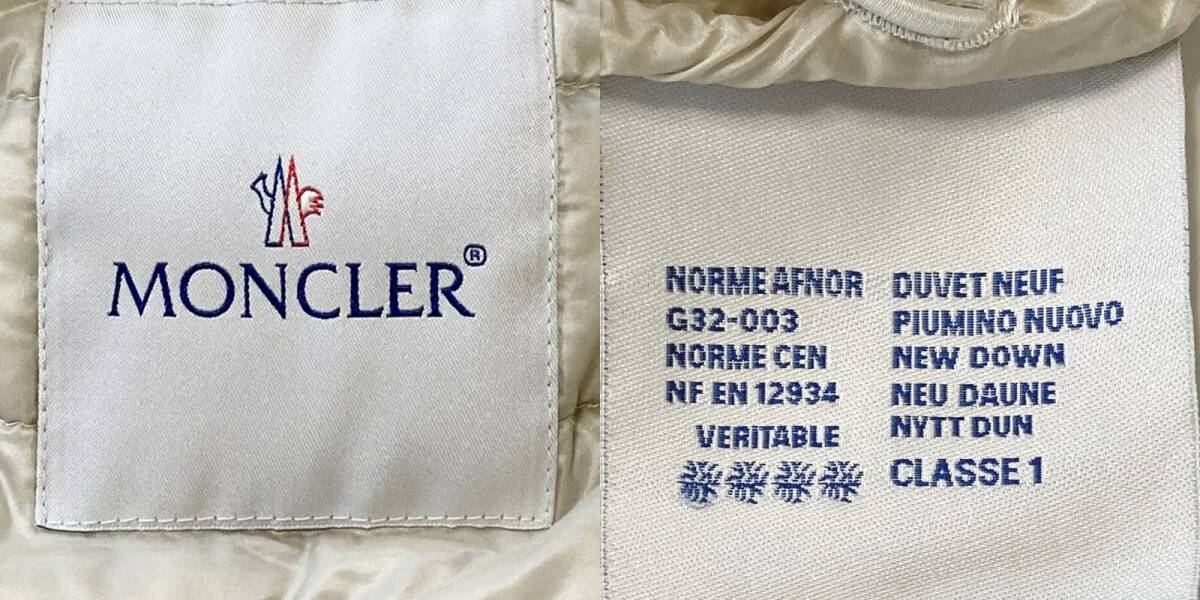 MONCLER®
NORME AFNOR
G32-003
NORME CEN
NF EN 12934
VERITABLE
DUVET NEUF
PIUMINO NUOVO
NEW DOWN
NEU DAUNE
NYTT DUN
CLASSE 1